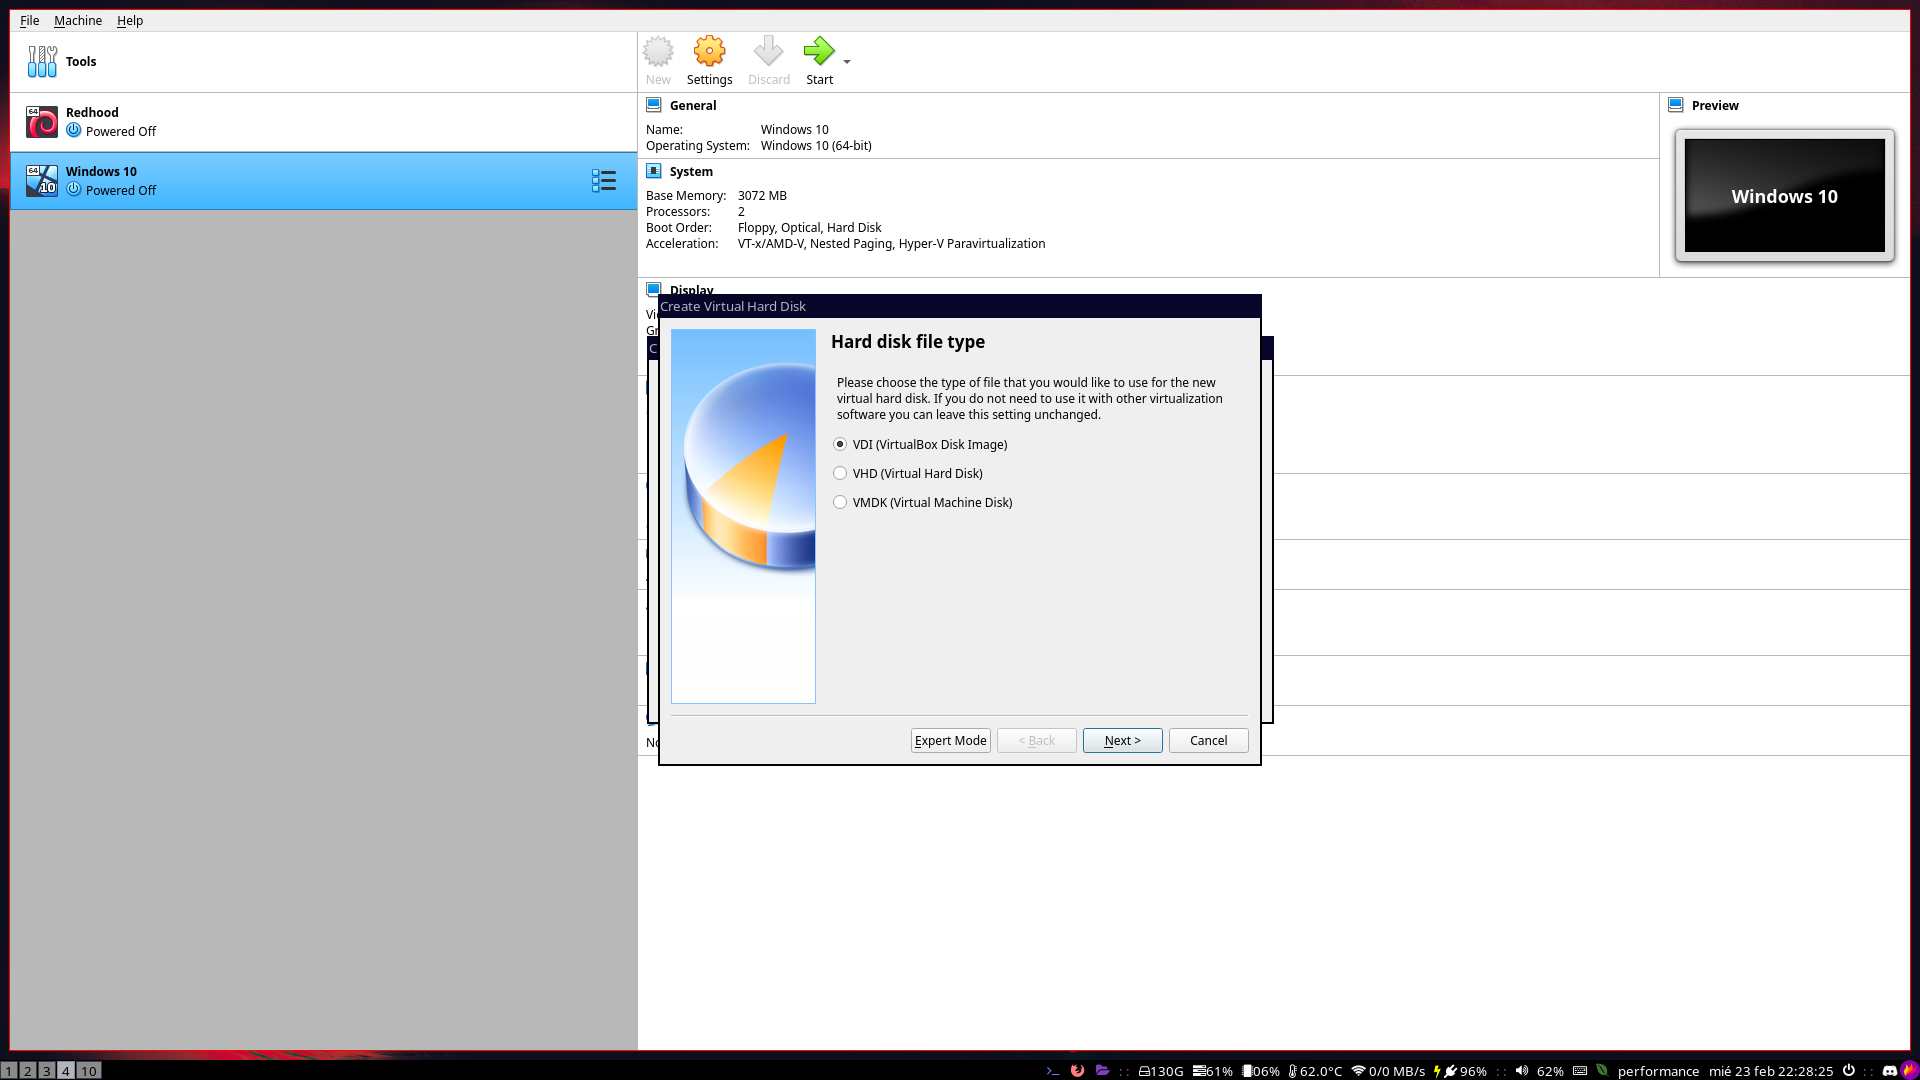 File Machine Help
Tools
New Settings Discard Start
64
Redhood
Powered Off
64
10
Windows 10
Powered Off
General
Name: Windows 10
Operating System: Windows 10 (64-bit)
System
Base Memory: 3072 MB
Processors: 2
Boot Order: Floppy, Optical, Hard Disk
Acceleration: VT-x/AMD-V, Nested Paging, Hyper-V Paravirtualization
Preview
Windows 10
Display
Create Virtual Hard Disk
Hard disk file type
Please choose the type of file that you would like to use for the new
virtual hard disk. If you do not need to use it with other virtualization
software you can leave this setting unchanged.
VDI (VirtualBox Disk Image)
VHD (Virtual Hard Disk)
VMDK (Virtual Machine Disk)
Expert Mode < Back Next > Cancel
1 2 3 4 10
130G 61% 06% 62.0°C 0/0 MB/s 96% 62% performance mié 23 feb 22:28:25